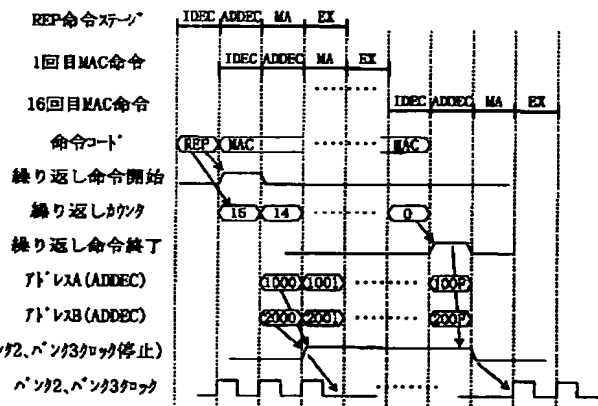 IDEC ADDEC MA EX
REP命令ステージ
1回目MAC命令 IDEC ADDEC MA EX
16回目MAC命令 IDEC ADDEC MA EX
命令コード REP MAC MAC
繰り返し命令開始
繰り返しカウンタ 15 14 0
繰り返し命令終了
アドレスA(ADDEC) 1000 1001 100F
アドレスB(ADDEC) 2000 2001 200F
ンク2、バンク3クロック停止)
バンク2、バンク3クロック